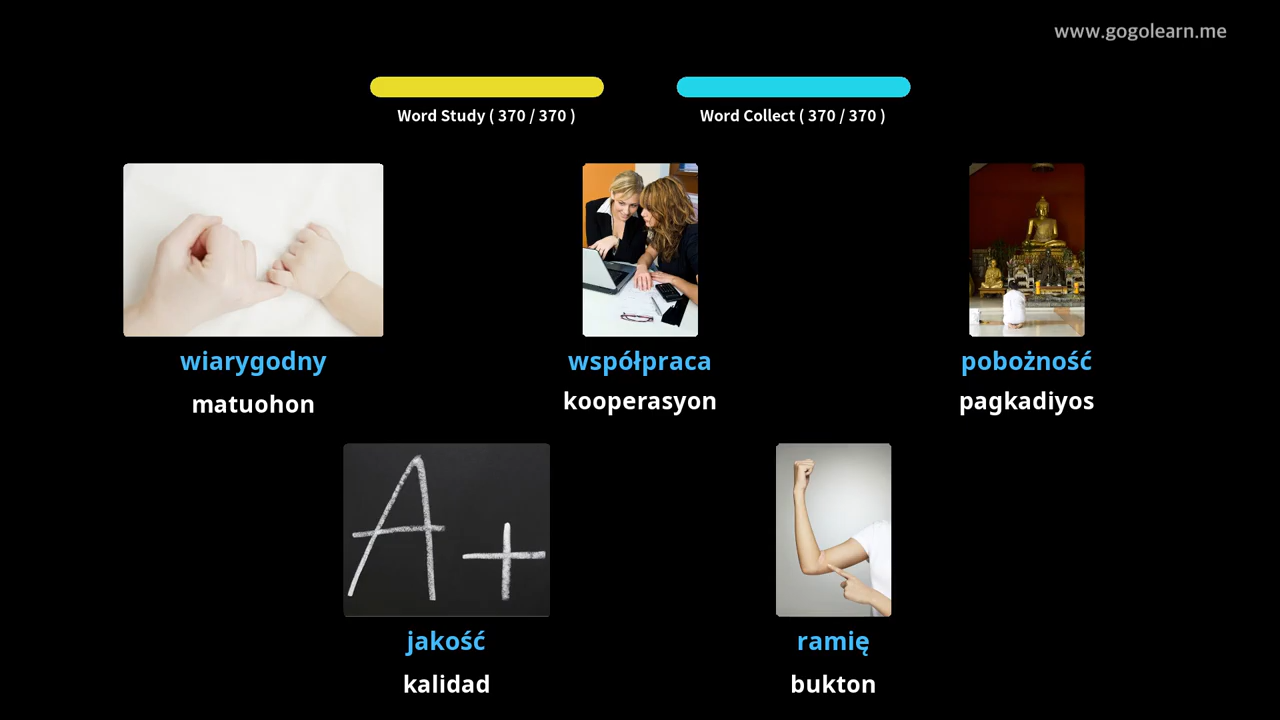 www.gogolearn.me
Word Study ( 370 / 370 )
Word Collect ( 370 / 370 )
wiarygodny
matuohon
współpraca
kooperasyon
pobożność
pagkadiyos
A+
jakość
kalidad
ramię
bukton